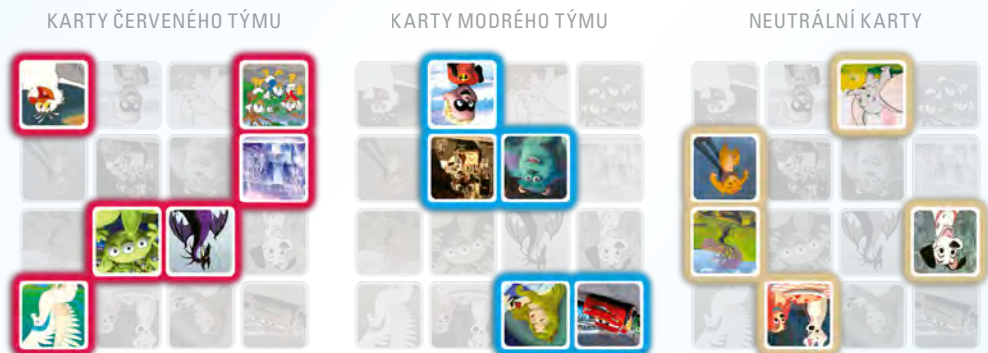 KARTY ČERVENÉHO TÝMU
KARTY MODRÉHO TÝMU
NEUTRÁLNÍ KARTY